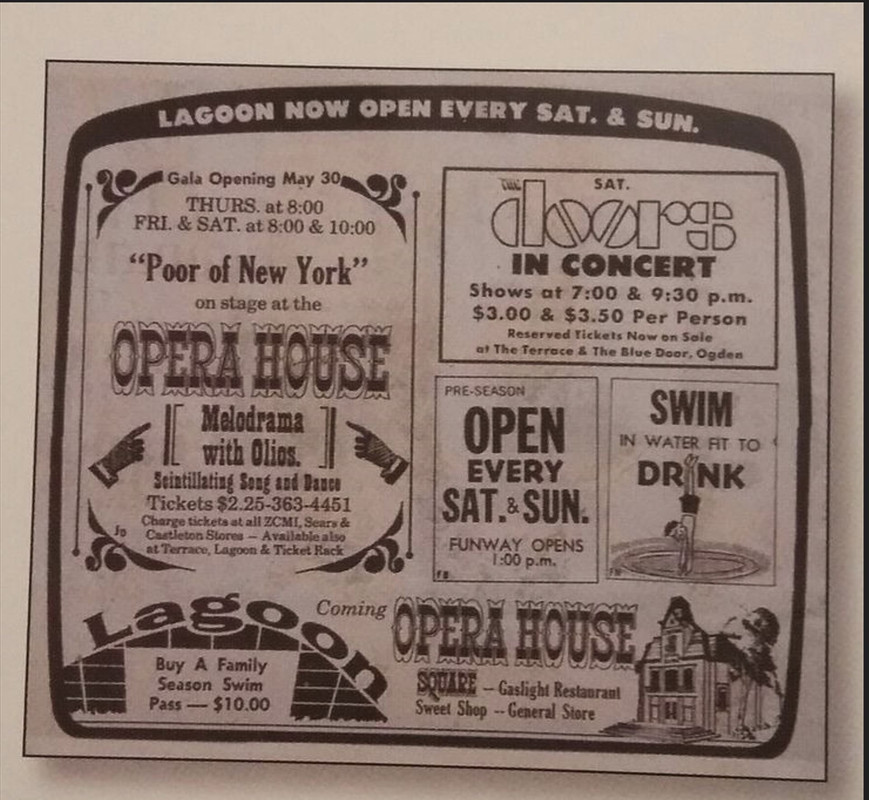 LAGOON NOW OPEN EVERY SAT. & SUN.
Gala Opening May 30
THURS. at 8:00
FRI. & SAT. at 8:00 & 10:00
"Poor of New York"
on stage at the
OPERA HOUSE
Melodrama
with Olios.
Scintillating Song and Dance
Tickets $2.25-363-4451
Charge tickets at all ZCMI, Sears &
Castleton Stores — Available also
at Terrace, Lagoon & Ticket Rack
SAT.
THE
doors
IN CONCERT
Shows at 7:00 & 9:30 p.m.
$3.00 & $3.50 Per Person
Reserved Tickets Now on Sale
at The Terrace & The Blue Door, Ogden
PRE-SEASON
OPEN
EVERY
SAT. & SUN.
FUNWAY OPENS
1:00 p.m.
SWIM
IN WATER FIT TO
DRINK
Lagoon
Buy A Family
Season Swim
Pass — $10.00
Coming
OPERA HOUSE
SQUARE — Gaslight Restaurant
Sweet Shop -- General Store